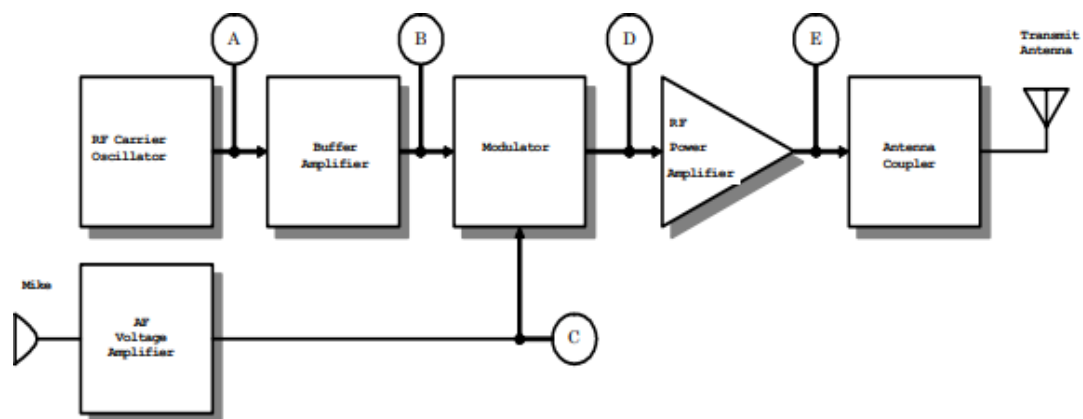 A
B
D
E
Transmit
Antenna
RF Carrier
Oscillator
Buffer
Amplifier
Modulator
RF
Power
Amplifier
Antenna
Coupler
Mike
AF
Voltage
Amplifier
C